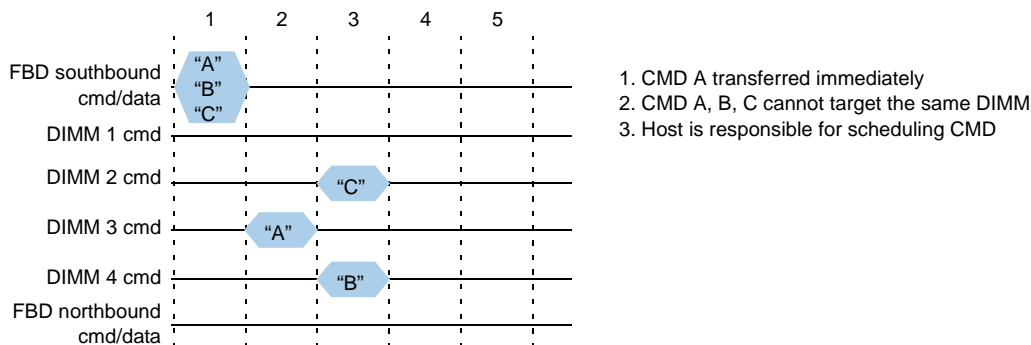 1 2 3 4 5
FBD southbound
cmd/data
“A”
“B”
“C”
DIMM 1 cmd
DIMM 2 cmd
“C”
DIMM 3 cmd
“A”
DIMM 4 cmd
“B”
FBD northbound
cmd/data
1. CMD A transferred immediately
2. CMD A, B, C cannot target the same DIMM
3. Host is responsible for scheduling CMD